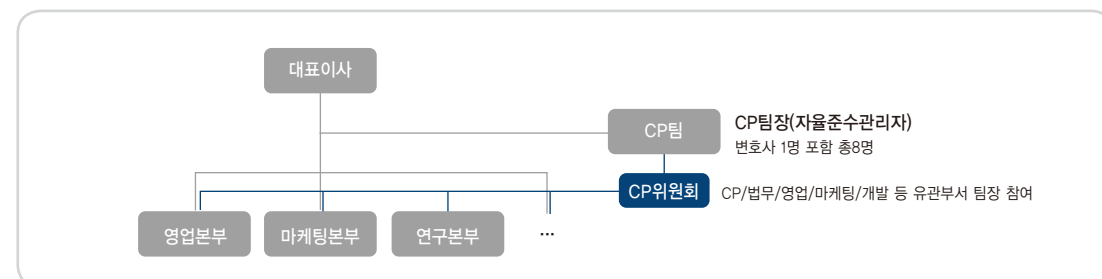 대표이사
CP팀
CP팀장(자율준수관리자)
변호사 1명 포함 총8명
CP위원회
CP/법무/영업/마케팅/개발 등 유관부서 팀장 참여
영업본부
마케팅본부
연구본부
...